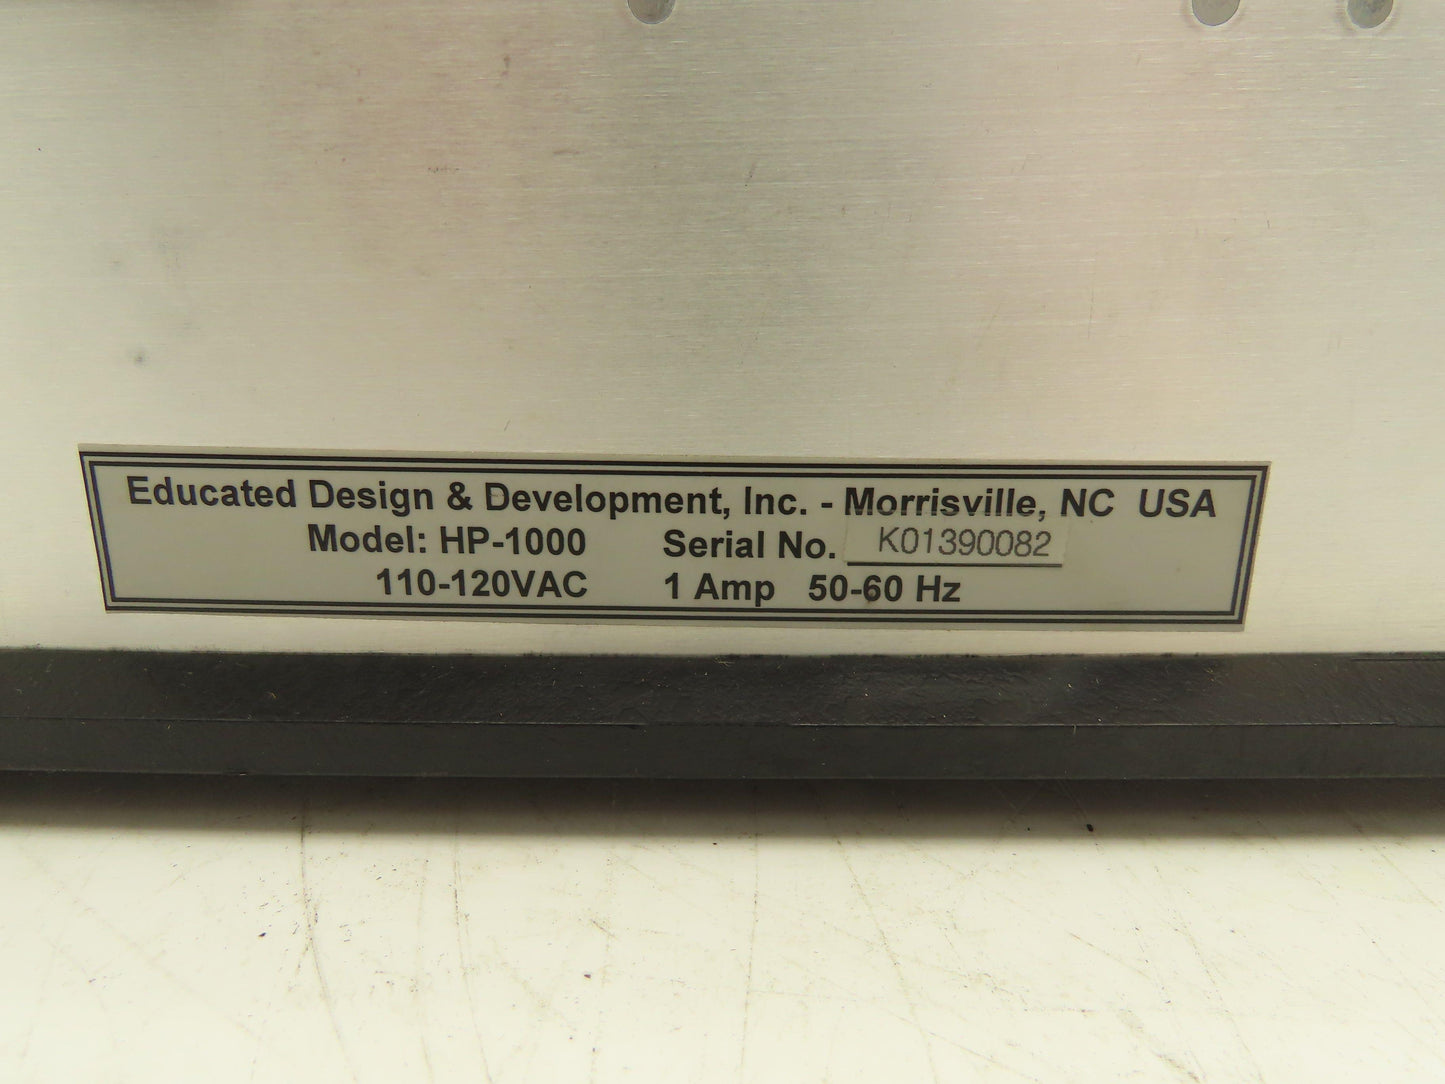 Educated Design & Development, Inc. - Morrisville, NC USA
Model: HP-1000 Serial No. K01390082
110-120VAC 1 Amp 50-60 Hz